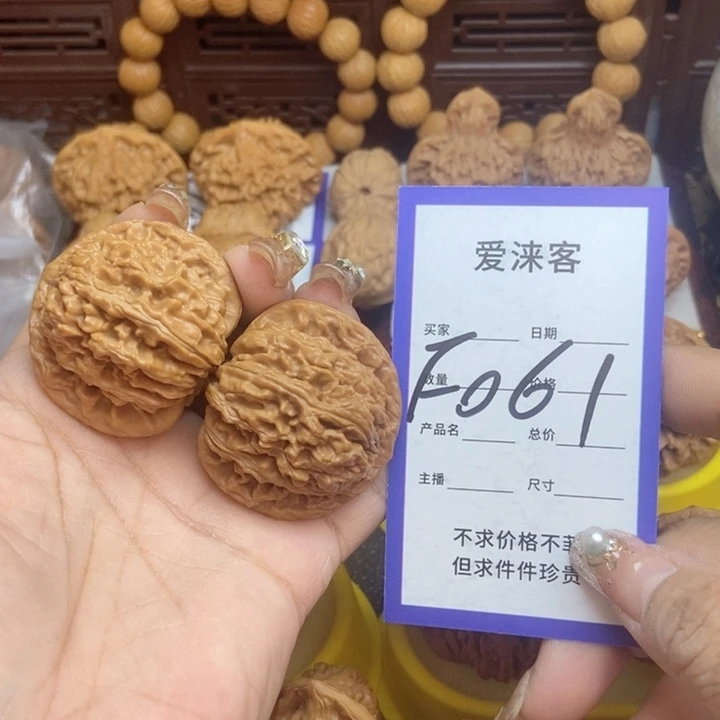 爱涞客
买家 日期
数量 价格
F061
产品名 总价
主播 尺寸
不求价格不菲
但求件件珍贵